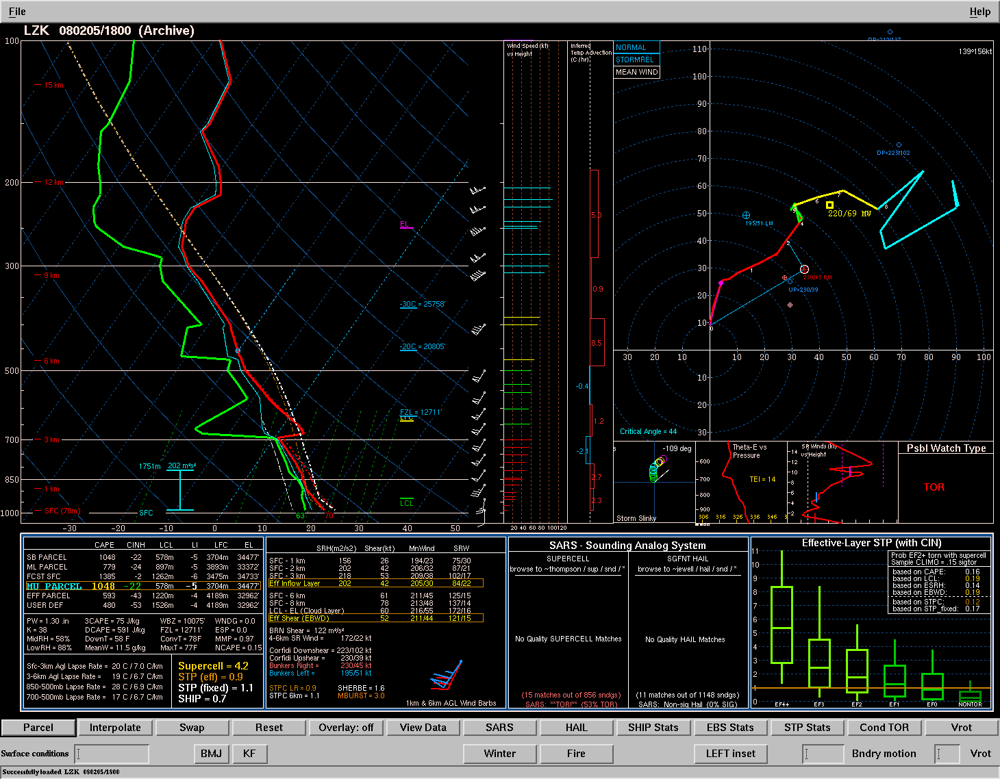 File Help
LZK 080205/1800 (Archive)
100
200
300
400
500
600
700
850
1000
15 km
12 km
9 km
6 km
3 km
1 km
SFC (78m)
1751m 202 m²s²
SFC
EL
-30C = 25758'
-20C = 20805'
FZL = 12711'
LCL
63 70
-30 -20 -10 0 10 20 30 40 50
Wind Speed (kt)
vs Height
20 40 60 80 100 120
Inferred
Temp Advection
(C / hr)
5.0
0.9
8.5
-0.4
1.2
-2.1
2.7
2.3
NORMAL
STORMREL
MEAN WIND
139°156kt
DP=212/137
DP=223/102
110
100
90
80
70
60
50
40
30
20
10
30 20 10 10 20 30 40 50 60 70 80 90 100
10
20
30
0
1
2
4
5
6
7
8
220/69 MW
195/51 LM
230/45 RM
UP=230/39
Critical Angle = 44
-109 deg
Storm Slinky
Theta-E vs
Pressure
TEI = 14
600
700
800
900
306 316 326 336 346
SR Winds (kt)
vs Height
14
12
10
8
6
4
2
Psbl Watch Type
TOR
CAPE CINH LCL LI LFC EL
SB PARCEL 1048 -22 578m -5 3704m 34477'
ML PARCEL 779 -24 897m -5 3893m 33372'
FCST SFC 1385 -2 1262m -6 3475m 34733'
MU PARCEL 1048 -22 578m -5 3704m 34477'
EFF PARCEL 593 -43 1220m -4 4189m 32962'
USER DEF 480 -53 1526m -4 4189m 32962'
PW = 1.30 .in 3CAPE = 75 J/kg WBZ = 10075' WNDG = 0.0
K = 38 DCAPE = 591 J/kg FZL = 12711' ESP = 0.0
MidRH = 58% DownT = 58 F ConvT = 78F MMP = 0.97
LowRH = 88% MeanW = 11.5 g/kg MaxT = 77F NCAPE = 0.15
Sfc-3km Agl Lapse Rate = 20 C / 7.0 C/km
3-6km Agl Lapse Rate = 19 C / 6.7 C/km
850-500mb Lapse Rate = 28 C / 6.9 C/km
700-500mb Lapse Rate = 17 C / 6.7 C/km
Supercell = 4.2
STP (eff) = 0.9
STP (fixed) = 1.1
SHIP = 0.7
SRH(m2/s2) Shear(kt) MnWind SRW
SFC - 1 km 156 26 194/23 75/30
SFC - 2 km 202 42 206/32 87/21
SFC - 3 km 218 53 209/38 102/17
Eff Inflow Layer 202 42 205/30 84/22
SFC - 6 km 61 211/45 125/15
SFC - 8 km 78 213/48 137/14
LCL - EL (Cloud Layer) 60 216/55 172/16
Eff Shear (EBWD) 52 211/44 121/15
BRN Shear = 122 m²/s²
4-6km SR Wind = 172/22 kt
Corfidi Downshear = 223/102 kt
Corfidi Upshear = 230/39 kt
Bunkers Right = 230/45 kt
Bunkers Left = 195/51 kt
STPC LR = 0.9 SHERBE = 1.6
STPC 6km = 1.1 MBURST = 3.0
1km & 6km AGL Wind Barbs
SARS - Sounding Analog System
SUPERCELL SGFNT HAIL
browse to ~thompson / sup / snd / * browse to ~jewell / hail / snd / *
No Quality SUPERCELL Matches No Quality HAIL Matches
(15 matches out of 856 sndgs) (11 matches out of 1148 sndgs)
SARS: **TOR!** (53% TOR) SARS: Non-sig Hail (0% SIG)
Effective-Layer STP (with CIN)
11
10
9
8
7
6
5
4
3
2
1
0
Prob EF2+ torn with supercell
Sample CLIMO = .15 sigtor
based on CAPE: 0.16
based on LCL: 0.19
based on ESRH: 0.14
based on EBWD: 0.19
based on STPC: 0.12
based on STP_fixed: 0.17
EF4+ EF3 EF2 EF1 EF0 NONTOR
Parcel Interpolate Swap Reset Overlay: off View Data SARS HAIL SHIP Stats EBS Stats STP Stats Cond TOR Vrot
Surface conditions BMJ KF Winter Fire LEFT inset Bndry motion Vrot
Successfully loaded LZK 080205/1800